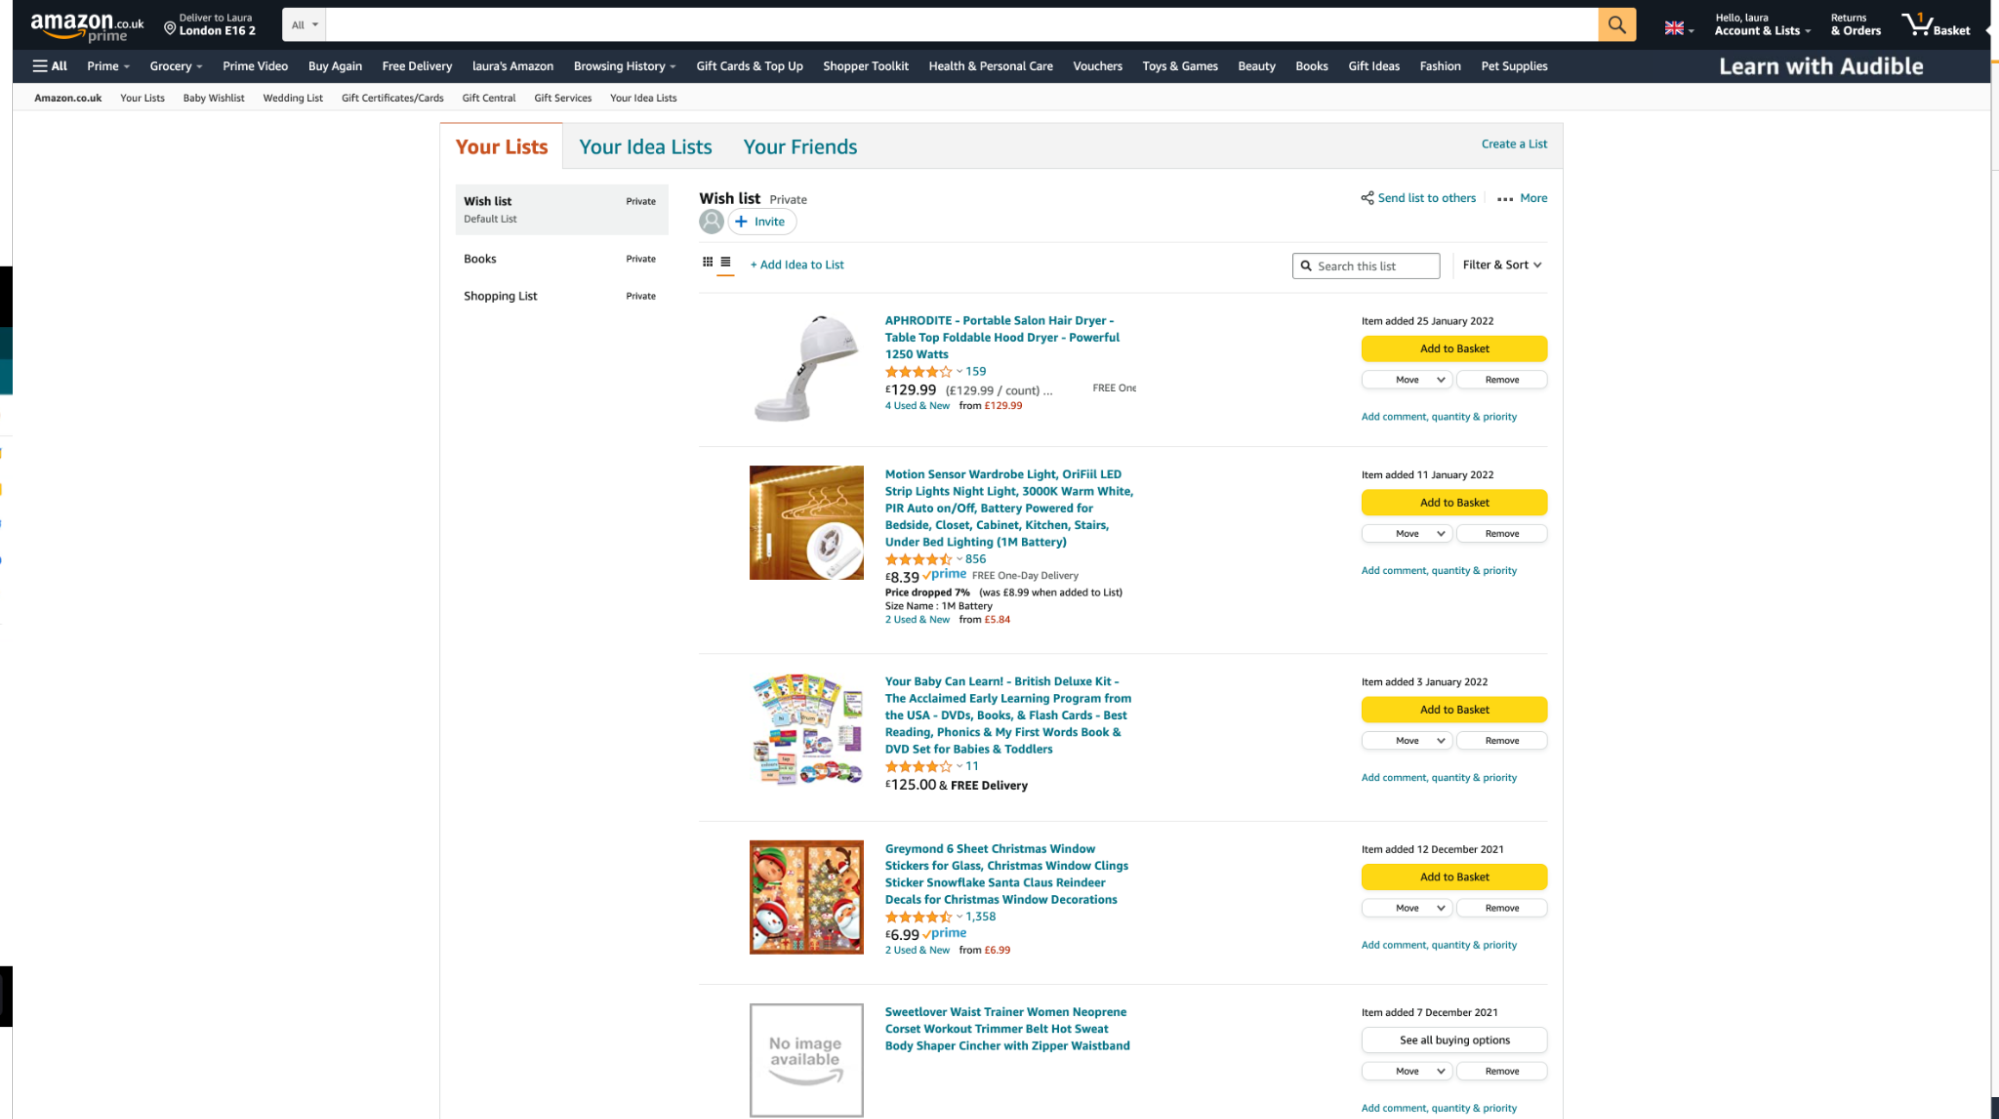 amazon.co.uk
prime
Deliver to Laura
London E16 2
All
Hello, laura
Account & Lists
Returns
& Orders
1
Basket
All
Prime
Grocery
Prime Video
Buy Again
Free Delivery
laura's Amazon
Browsing History
Gift Cards & Top Up
Shopper Toolkit
Health & Personal Care
Vouchers
Toys & Games
Beauty
Books
Gift Ideas
Fashion
Pet Supplies
Learn with Audible
Amazon.co.uk
Your Lists
Baby Wishlist
Wedding List
Gift Certificates/Cards
Gift Central
Gift Services
Your Idea Lists
Your Lists
Your Idea Lists
Your Friends
Create a List
Wish list
Private
Default List
Books
Private
Shopping List
Private
Wish list Private
Send list to others
More
+ Invite
+ Add Idea to List
Search this list
Filter & Sort
APHRODITE - Portable Salon Hair Dryer -
Table Top Foldable Hood Dryer - Powerful
1250 Watts
159
£129.99 (£129.99 / count) ...
FREE One
4 Used & New from £129.99
Item added 25 January 2022
Add to Basket
Move
Remove
Add comment, quantity & priority
Motion Sensor Wardrobe Light, OriFiil LED
Strip Lights Night Light, 3000K Warm White,
PIR Auto on/Off, Battery Powered for
Bedside, Closet, Cabinet, Kitchen, Stairs,
Under Bed Lighting (1M Battery)
856
£8.39 prime FREE One-Day Delivery
Price dropped 7% (was £8.99 when added to List)
Size Name : 1M Battery
2 Used & New from £5.84
Item added 11 January 2022
Add to Basket
Move
Remove
Add comment, quantity & priority
Your Baby Can Learn! - British Deluxe Kit -
The Acclaimed Early Learning Program from
the USA - DVDs, Books, & Flash Cards - Best
Reading, Phonics & My First Words Book &
DVD Set for Babies & Toddlers
11
£125.00 & FREE Delivery
Item added 3 January 2022
Add to Basket
Move
Remove
Add comment, quantity & priority
Greymond 6 Sheet Christmas Window
Stickers for Glass, Christmas Window Clings
Sticker Snowflake Santa Claus Reindeer
Decals for Christmas Window Decorations
1,358
£6.99 prime
2 Used & New from £6.99
Item added 12 December 2021
Add to Basket
Move
Remove
Add comment, quantity & priority
No image
available
Sweetlover Waist Trainer Women Neoprene
Corset Workout Trimmer Belt Hot Sweat
Body Shaper Cincher with Zipper Waistband
Item added 7 December 2021
See all buying options
Move
Remove
Add comment, quantity & priority